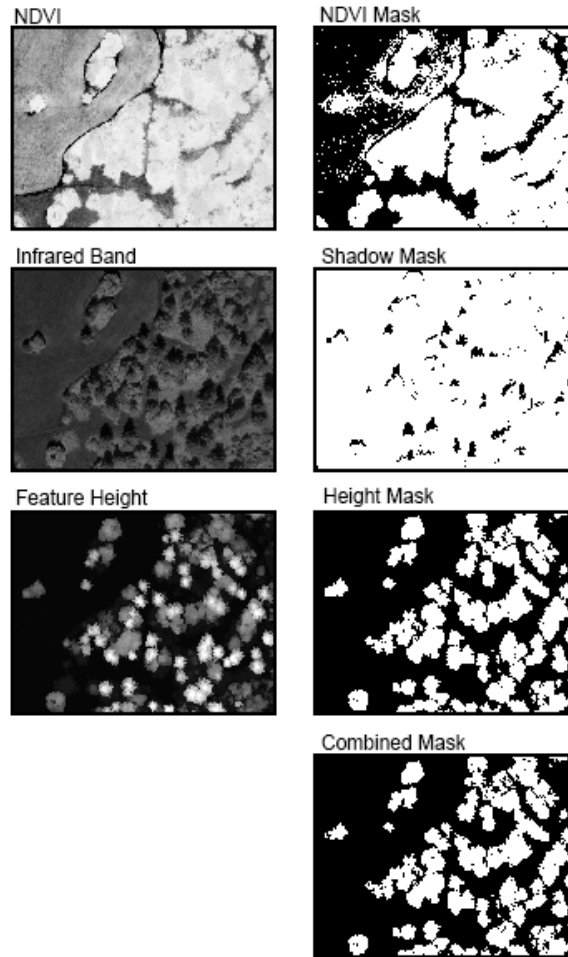 NDVI
NDVI Mask
Infrared Band
Shadow Mask
Feature Height
Height Mask
Combined Mask